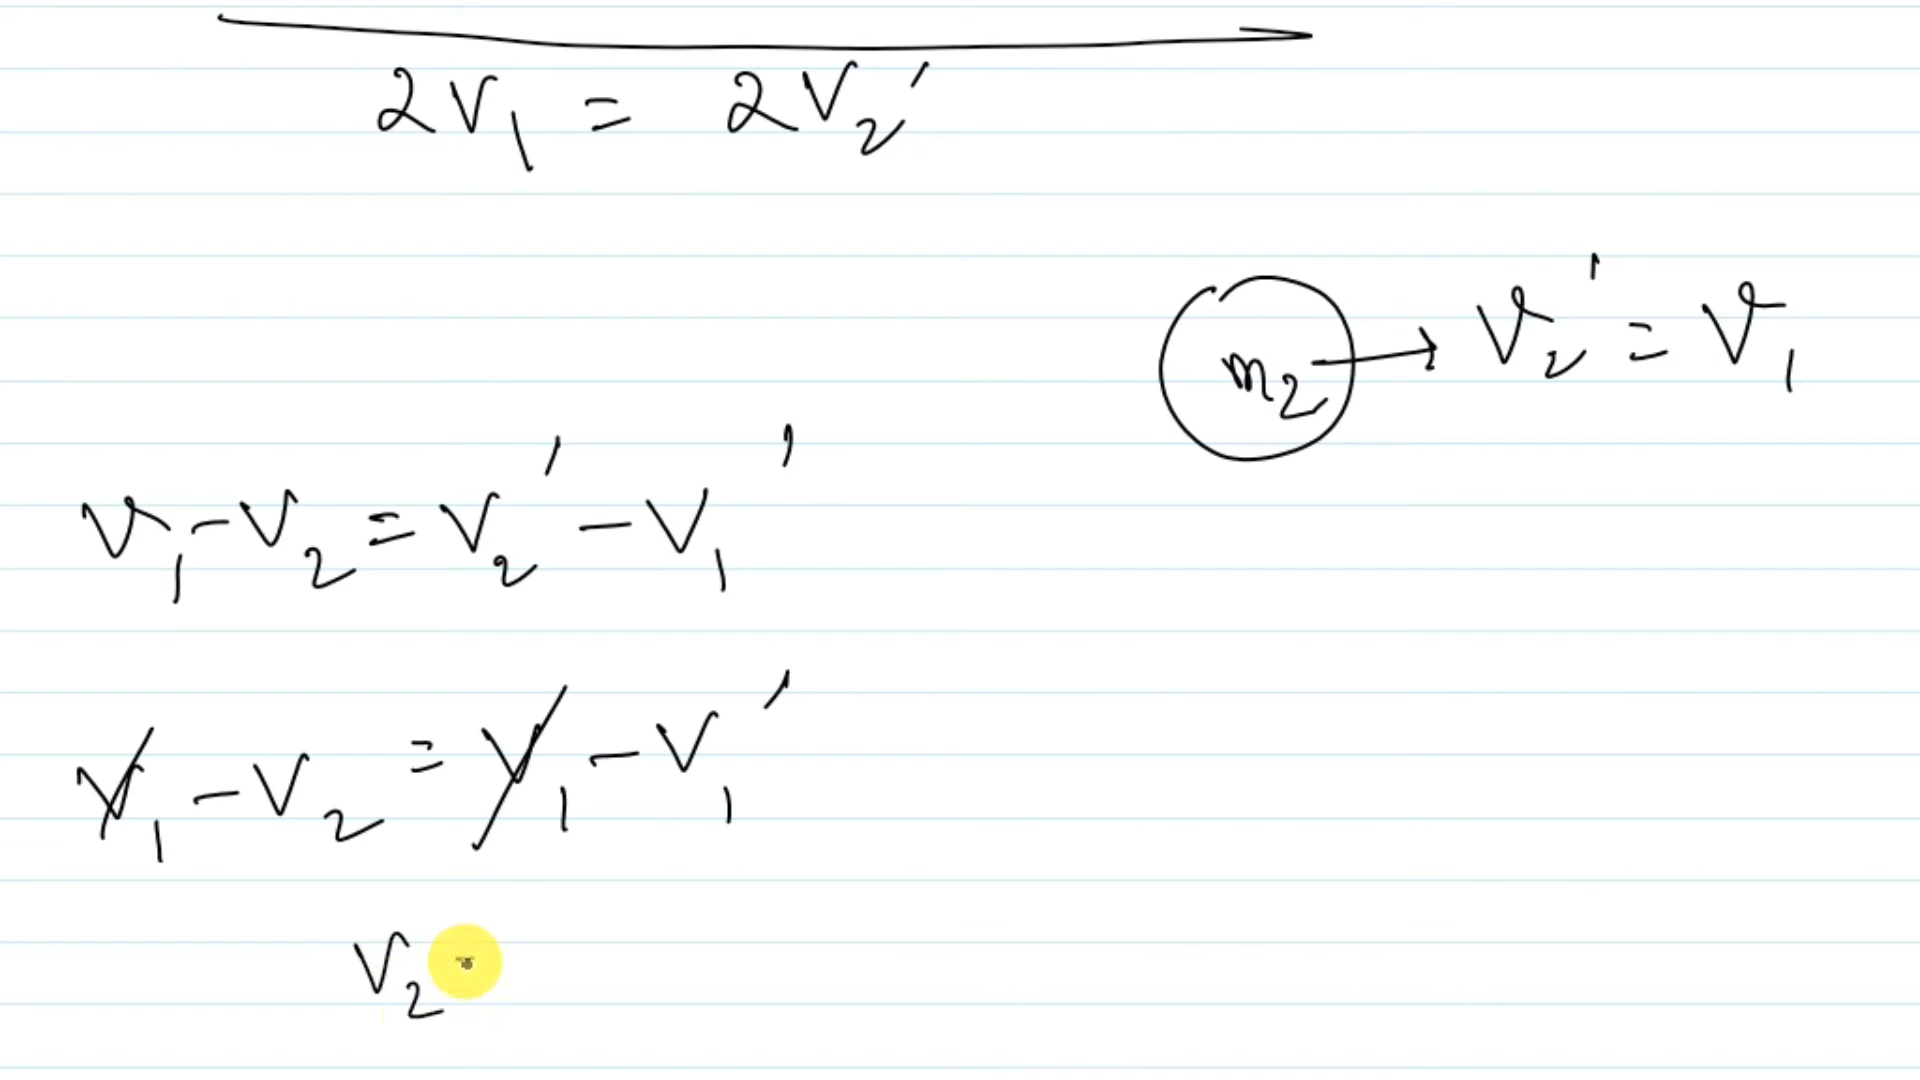 2V₁ = 2V₂'
m₂ → V₂' = V₁
V₁ - V₂ = V₂' - V₁'
V₁ - V₂ = V₁ - V₁'
V₂ -